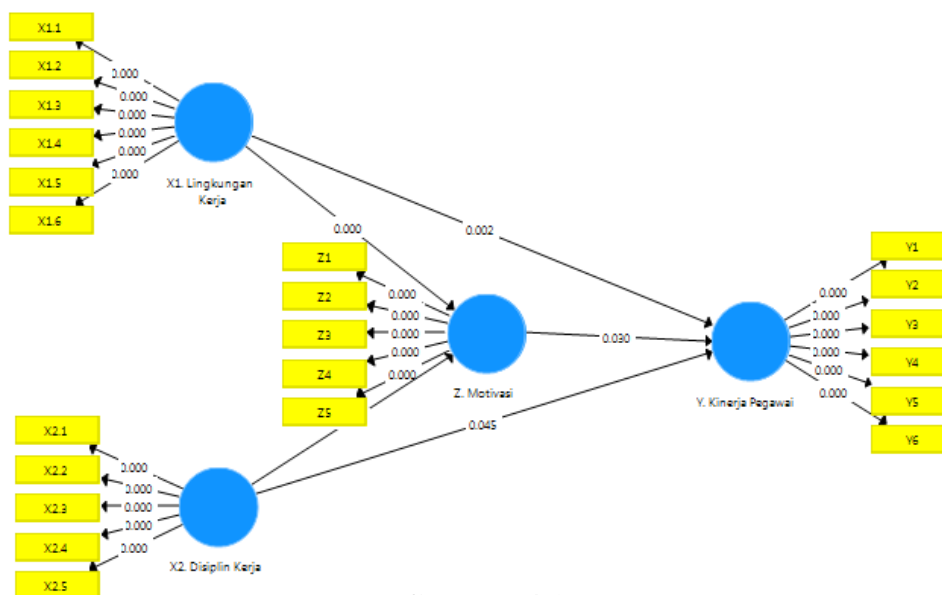 X1.1
X1.2
X1.3
X1.4
X1.5
X1.6
0.000
0.000
0.000
0.000
0.000
0.000
X1. Lingkungan
Kerja
0.000
0.002
Z1
Z2
Z3
Z4
Z5
0.000
0.000
0.000
0.000
0.000
Z. Motivasi
0.030
0.045
Y1
Y2
Y3
Y4
Y5
Y6
0.000
0.000
0.000
0.000
0.000
0.000
Y. Kinerja Pegawai
X2.1
X2.2
X2.3
X2.4
X2.5
0.000
0.000
0.000
0.000
0.000
X2. Disiplin Kerja